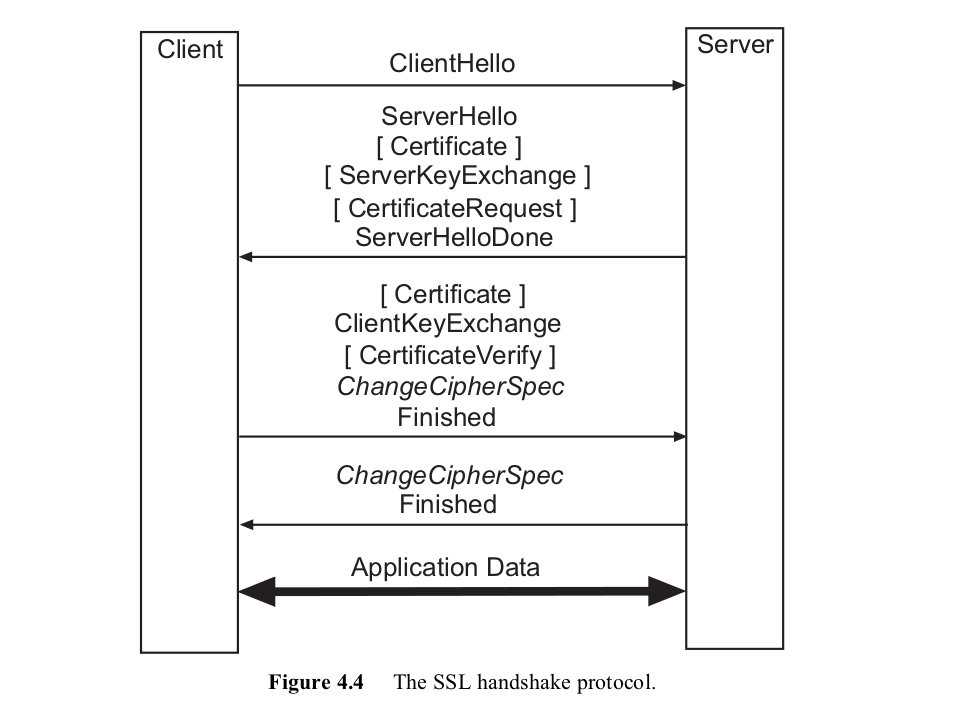 Client
Server
ClientHello
ServerHello
[ Certificate ]
[ ServerKeyExchange ]
[ CertificateRequest ]
ServerHelloDone
[ Certificate ]
ClientKeyExchange
[ CertificateVerify ]
ChangeCipherSpec
Finished
ChangeCipherSpec
Finished
Application Data
Figure 4.4 The SSL handshake protocol.